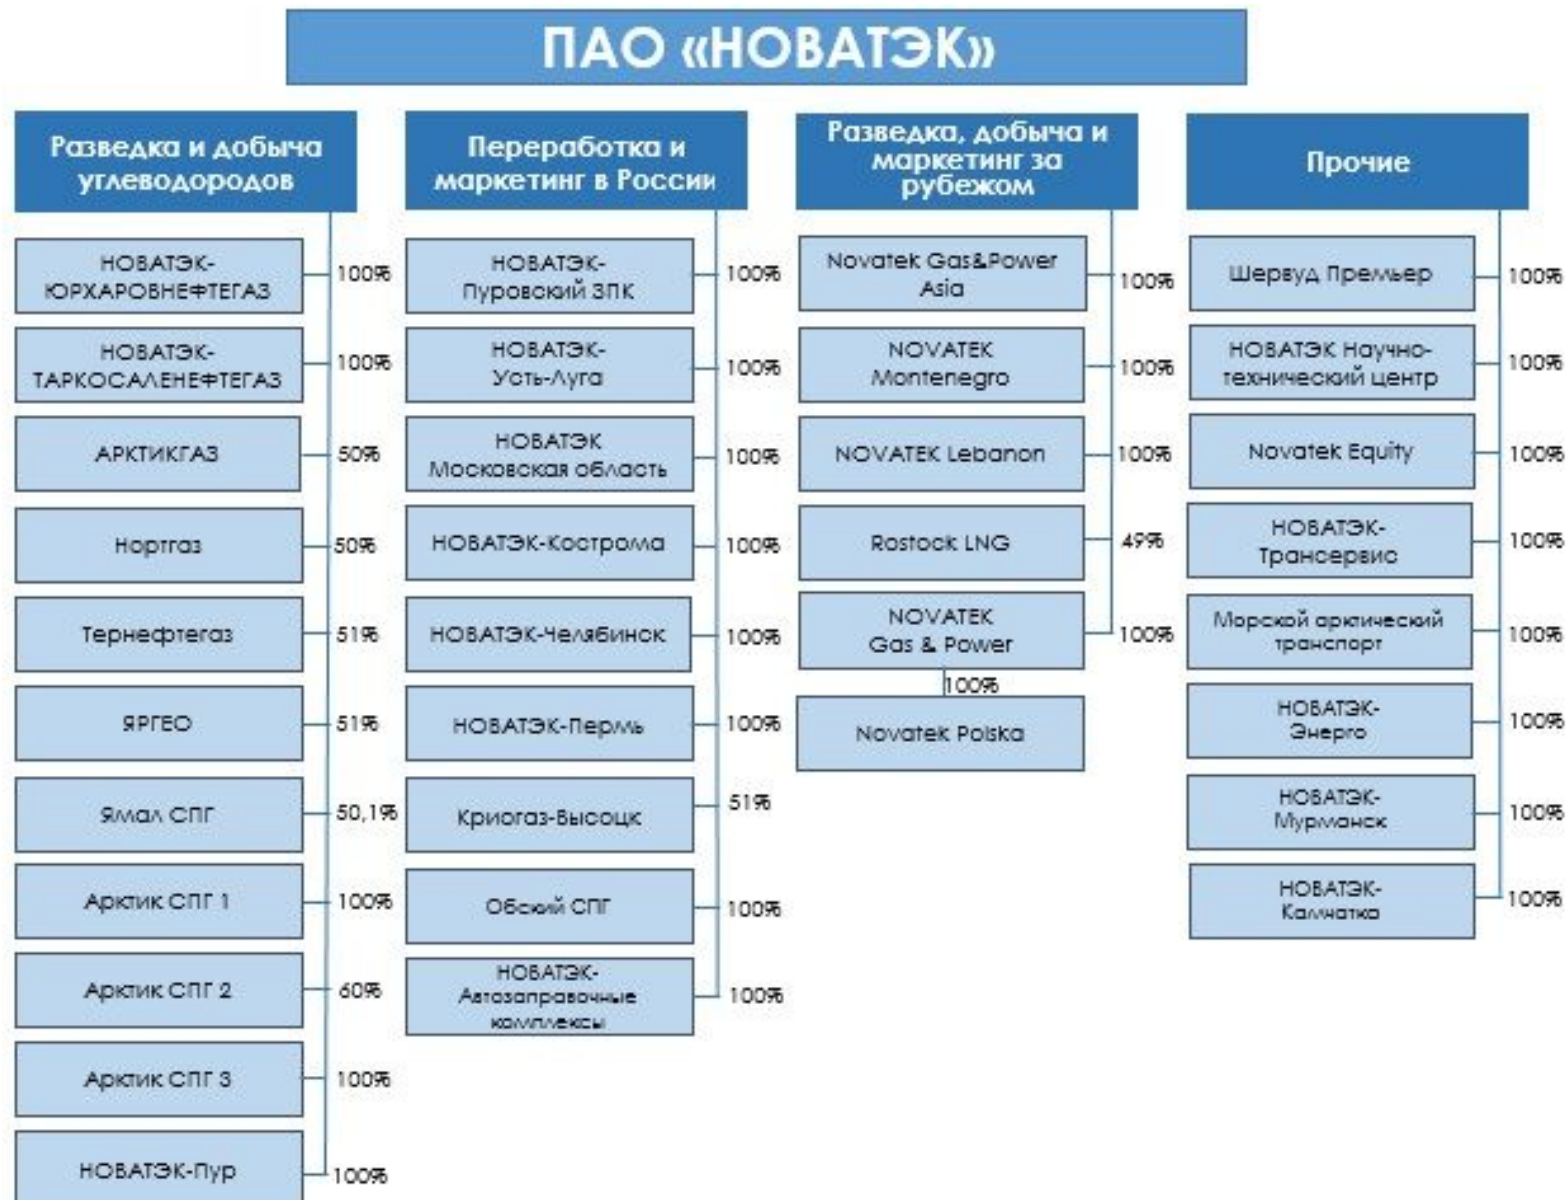 ПАО «НОВАТЭК»
Разведка и добыча
углеводородов
НОВАТЭК-
ЮРХАРОВНЕФТЕГАЗ
100%
НОВАТЭК-
ТАРКОСАЛЕНЕФТЕГАЗ
100%
АРКТИКГАЗ
50%
Нортгаз
50%
Тернефтегаз
51%
ЯРГЕО
51%
Ямал СПГ
50,1%
Арктик СПГ 1
100%
Арктик СПГ 2
60%
Арктик СПГ 3
100%
НОВАТЭК-Пур
100%
Переработка и
маркетинг в России
НОВАТЭК-
Пуровский ЗПК
100%
НОВАТЭК-
Усть-Луга
100%
НОВАТЭК
Московская область
100%
НОВАТЭК-Кострома
100%
НОВАТЭК-Челябинск
100%
НОВАТЭК-Пермь
100%
Криогаз-Высоцк
51%
Обский СПГ
100%
НОВАТЭК-
Автозаправочные
комплексы
100%
Разведка, добыча и
маркетинг за
рубежом
Novatek Gas&Power
Asia
100%
NOVATEK
Montenegro
100%
NOVATEK Lebanon
100%
Rostock LNG
49%
NOVATEK
Gas & Power
100%
100%
Novatek Polska
Прочие
Шервуд Премьер
100%
НОВАТЭК Научно-
технический центр
100%
Novatek Equity
100%
НОВАТЭК-
Трансервис
100%
Морской арктический
транспорт
100%
НОВАТЭК-
Энерго
100%
НОВАТЭК-
Мурманск
100%
НОВАТЭК-
Камчатка
100%